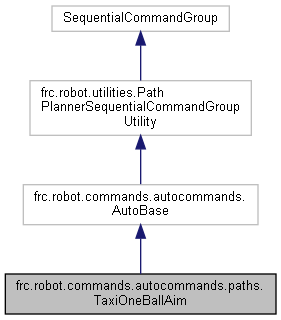 SequentialCommandGroup
frc.robot.utilities.Path
PlannerSequentialCommandGroup
Utility
frc.robot.commands.autocommands.
AutoBase
frc.robot.commands.autocommands.paths.
TaxiOneBallAim